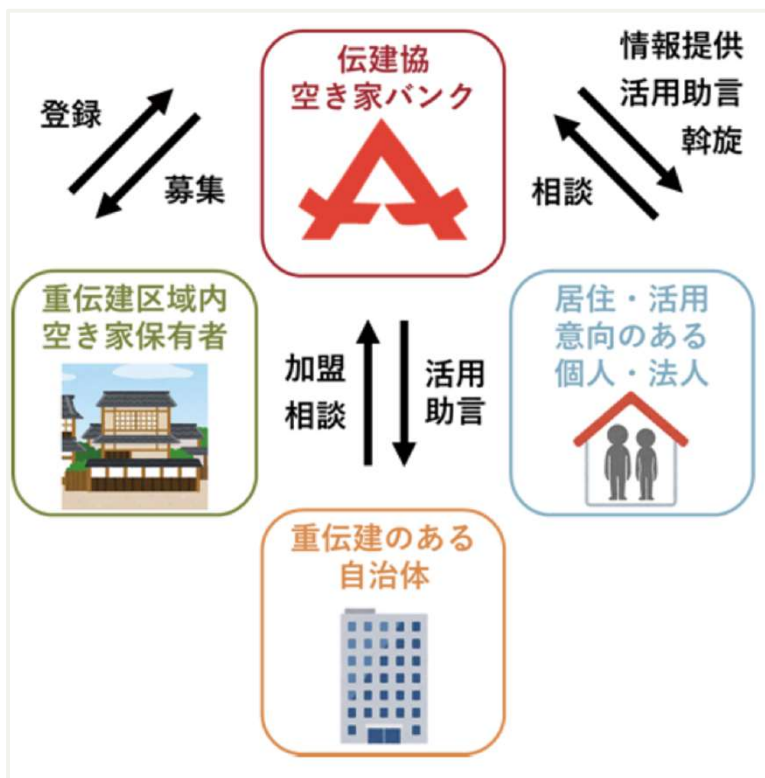 伝建協
空き家バンク
登録
募集
情報提供
活用助言
斡旋
相談
重伝建区域内
空き家保有者
居住・活用
意向のある
個人・法人
加盟
相談
活用
助言
重伝建のある
自治体